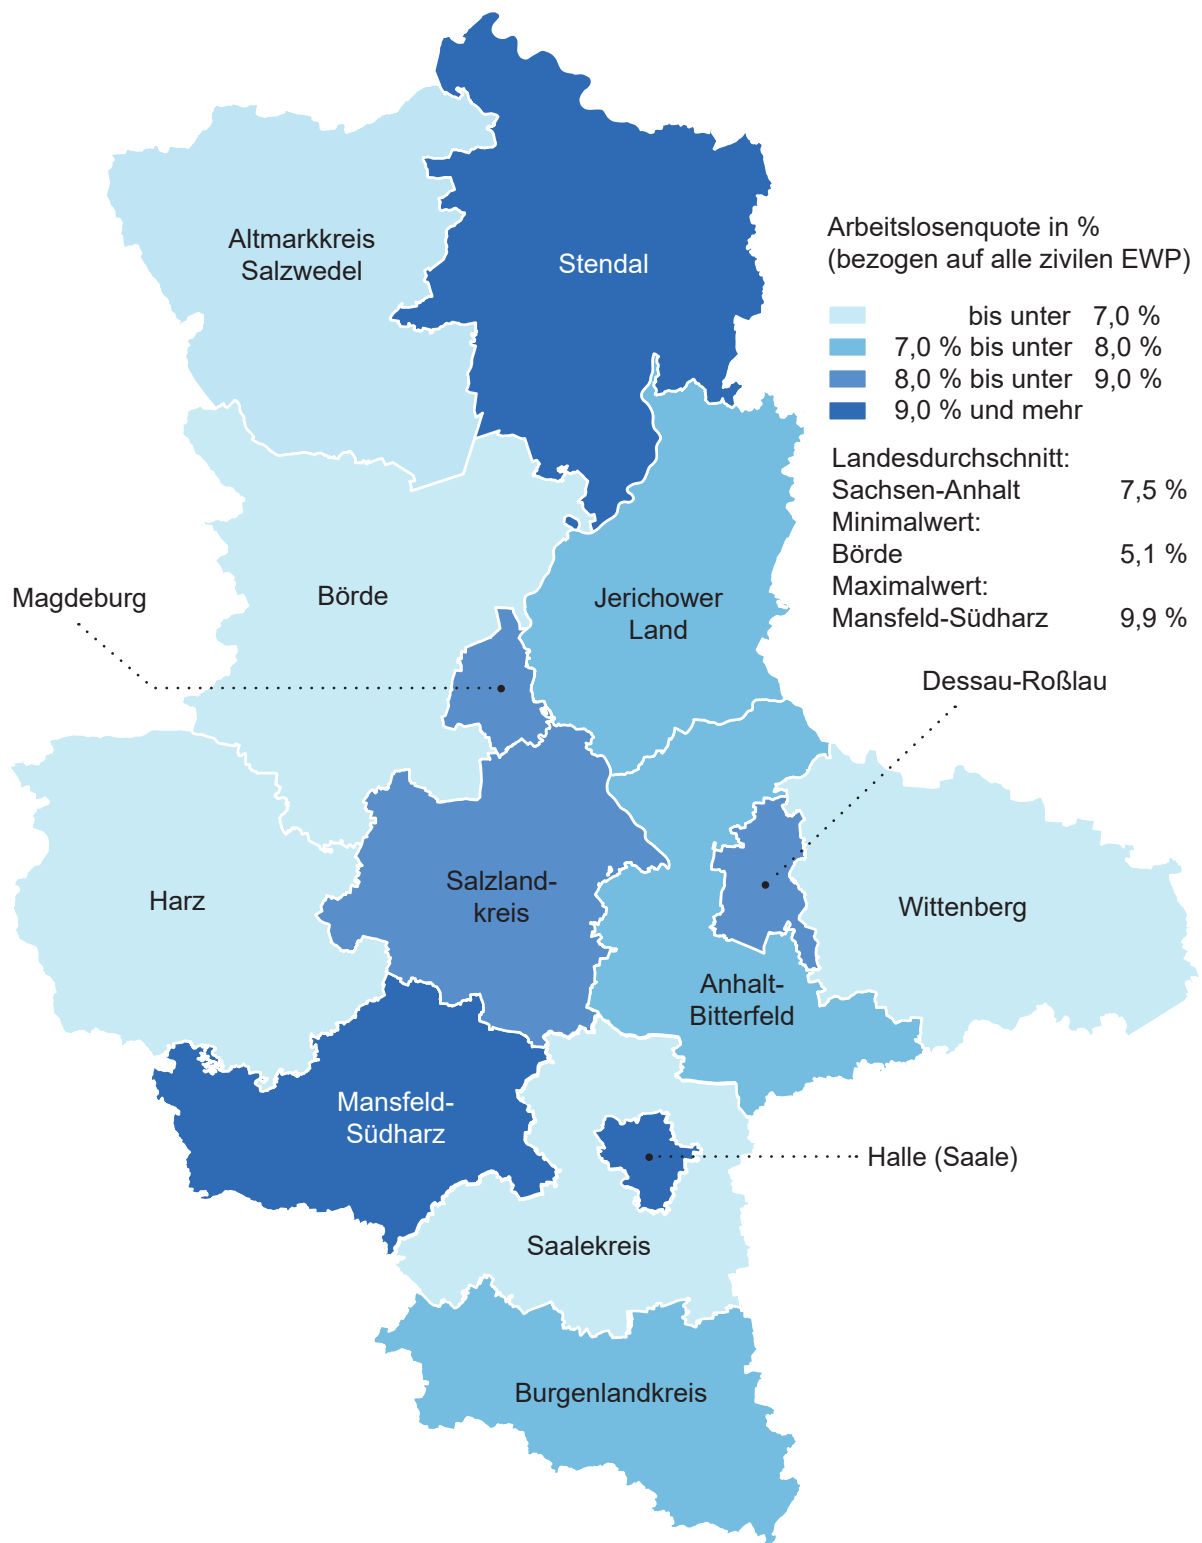 Altmarkkreis
Salzwedel
Stendal
Arbeitslosenquote in %
(bezogen auf alle zivilen EWP)
bis unter 7,0 %
7,0 % bis unter 8,0 %
8,0 % bis unter 9,0 %
9,0 % und mehr
Landesdurchschnitt:
Sachsen-Anhalt 7,5 %
Minimalwert:
Börde 5,1 %
Maximalwert:
Mansfeld-Südharz 9,9 %
Magdeburg
Börde
Jerichower
Land
Dessau-Roßlau
Harz
Salzland-
kreis
Wittenberg
Anhalt-
Bitterfeld
Mansfeld-
Südharz
Halle (Saale)
Saalekreis
Burgenlandkreis